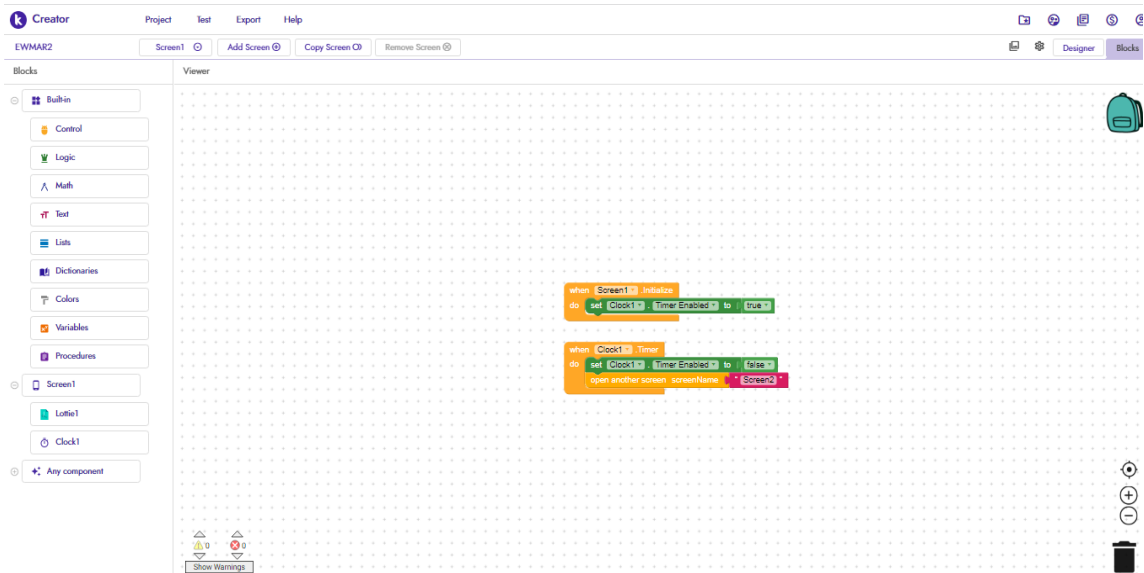 Creator Project Test Export Help
EWMAR2 Screen1 Add Screen Copy Screen Remove Screen Designer Blocks
Blocks Viewer
Built-in
Control
Logic
Math
Text
Lists
Dictionaries
Colors
Variables
Procedures
Screen1
Lottie1
Clock1
Any component
when Screen1 .Initialize
do set Clock1 . Timer Enabled to true
when Clock1 .Timer
do set Clock1 . Timer Enabled to false
open another screen screenName " Screen2 "
0 0
Show Warnings